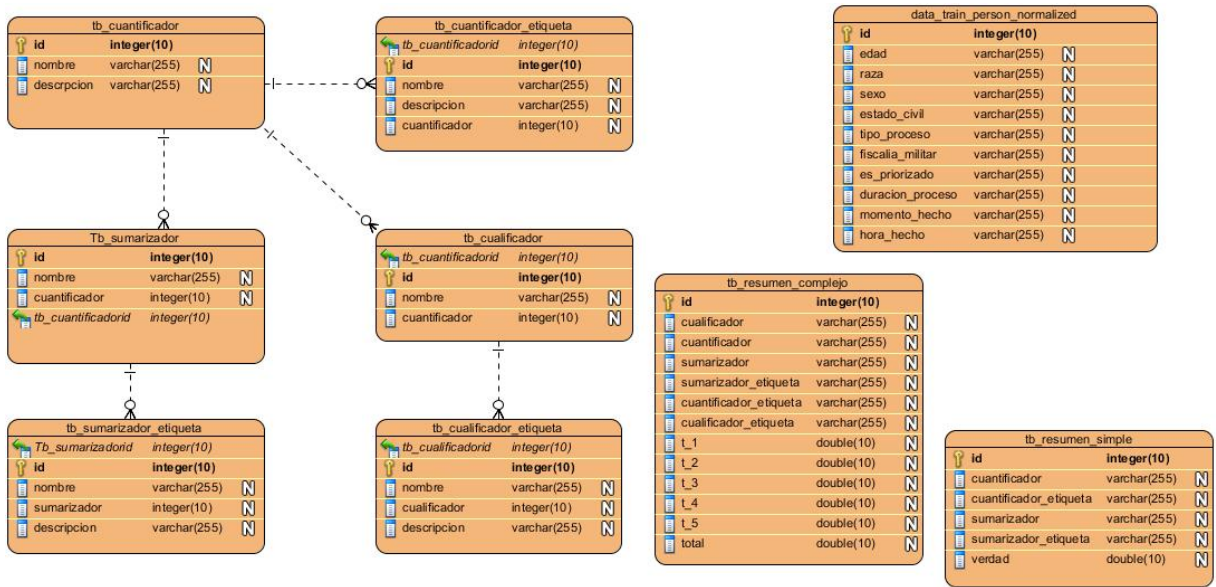 tb_cuantificador
id integer(10)
nombre varchar(255) N
descrpcion varchar(255) N
tb_cuantificador_etiqueta
tb_cuantificadorid integer(10)
id integer(10)
nombre varchar(255) N
descripcion varchar(255) N
cuantificador integer(10) N
data_train_person_normalized
id integer(10)
edad varchar(255) N
raza varchar(255) N
sexo varchar(255) N
estado_civil varchar(255) N
tipo_proceso varchar(255) N
fiscalia_militar varchar(255) N
es_priorizado varchar(255) N
duracion_proceso varchar(255) N
momento_hecho varchar(255) N
hora_hecho varchar(255) N
Tb_sumarizador
id integer(10)
nombre varchar(255) N
cuantificador integer(10) N
tb_cuantificadorid integer(10)
tb_cualificador
tb_cuantificadorid integer(10)
id integer(10)
nombre varchar(255) N
cuantificador integer(10) N
tb_resumen_complejo
id integer(10)
cualificador varchar(255) N
cuantificador varchar(255) N
sumarizador varchar(255) N
sumarizador_etiqueta varchar(255) N
cuantificador_etiqueta varchar(255) N
cualificador_etiqueta varchar(255) N
t_1 double(10) N
t_2 double(10) N
t_3 double(10) N
t_4 double(10) N
t_5 double(10) N
total double(10) N
tb_sumarizador_etiqueta
Tb_sumarizadorid integer(10)
id integer(10)
nombre varchar(255) N
sumarizador integer(10) N
descripcion varchar(255) N
tb_cualificador_etiqueta
tb_cualificadorid integer(10)
id integer(10)
nombre varchar(255) N
cualificador integer(10) N
descripcion varchar(255) N
tb_resumen_simple
id integer(10)
cuantificador varchar(255) N
cuantificador_etiqueta varchar(255) N
sumarizador varchar(255) N
sumarizador_etiqueta varchar(255) N
verdad double(10) N